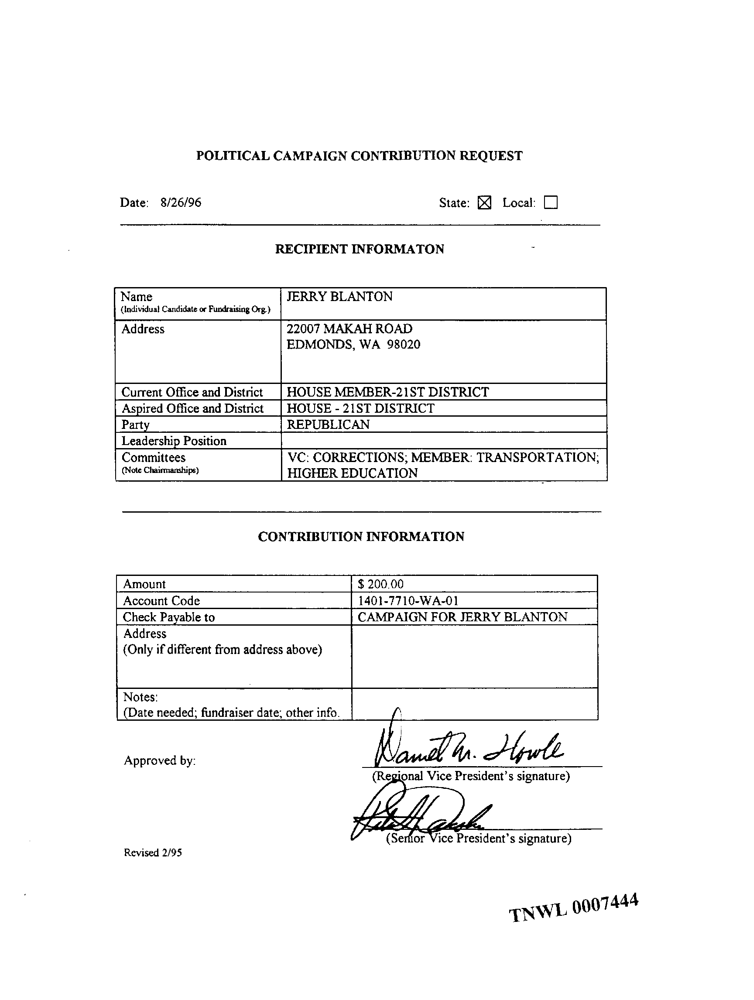 POLITICAL CAMPAIGN CONTRIBUTION REQUEST
Date: 8/26/96 State: ☒ Local: ☐
RECIPIENT INFORMATON
Name JERRY BLANTON
(Individual Candidate or Fundraising Org.)
Address 22007 MAKAH ROAD
EDMONDS, WA 98020
Current Office and District HOUSE MEMBER-21ST DISTRICT
Aspired Office and District HOUSE - 21ST DISTRICT
Party REPUBLICAN
Leadership Position
Committees VC: CORRECTIONS; MEMBER: TRANSPORTATION;
(Note Chairmanships) HIGHER EDUCATION
CONTRIBUTION INFORMATION
Amount $ 200.00
Account Code 1401-7710-WA-01
Check Payable to CAMPAIGN FOR JERRY BLANTON
Address
(Only if different from address above)
Notes:
(Date needed; fundraiser date; other info.
Daniel M. Howle
Approved by:
(Regional Vice President's signature)
(Senior Vice President's signature)
Revised 2/95
TNWL 0007444